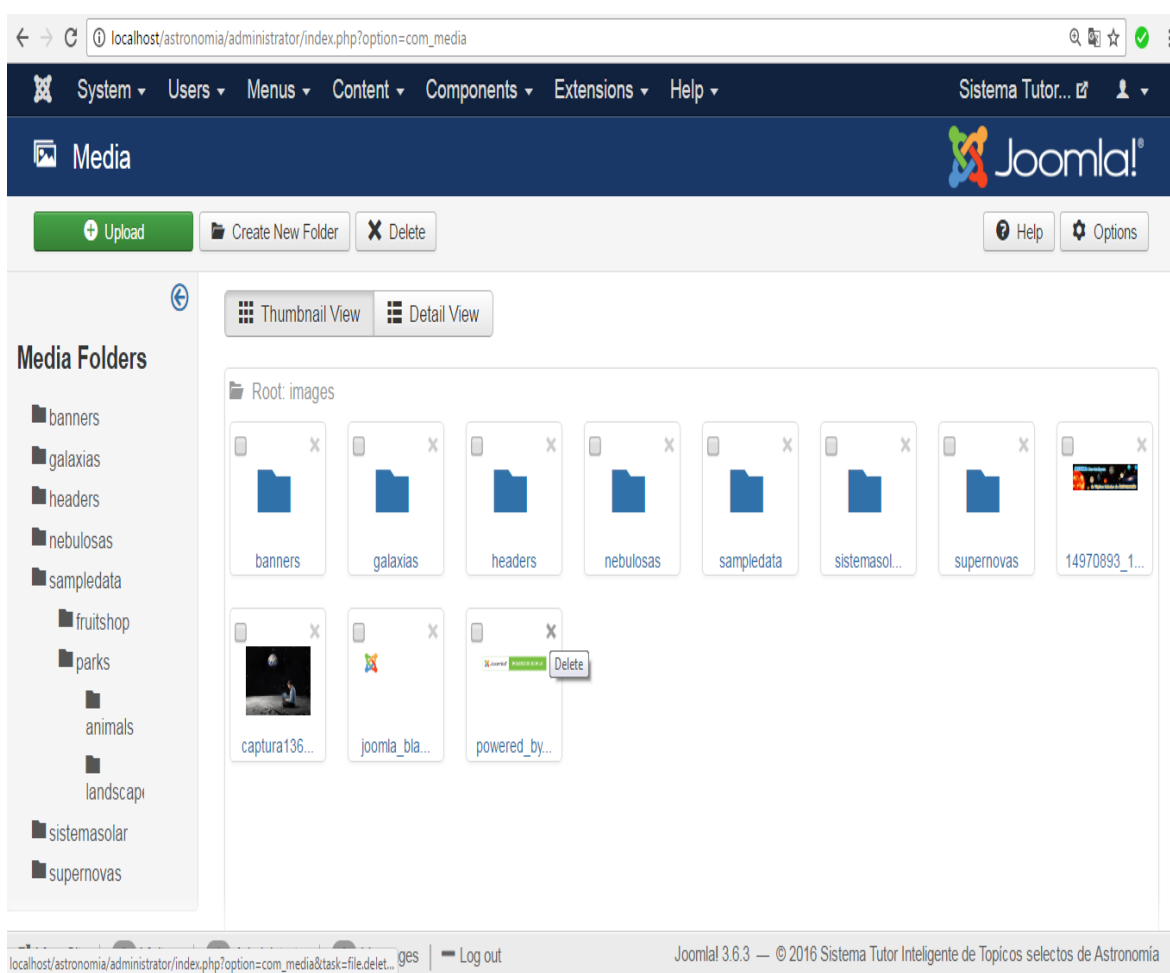 localhost/astronomia/administrator/index.php?option=com_media
System Users Menus Content Components Extensions Help Sistema Tutor...
Media
Joomla!®
Upload Create New Folder Delete Help Options
Thumbnail View Detail View
Media Folders
banners
galaxias
headers
nebulosas
sampledata
fruitshop
parks
animals
landscape
sistemasolar
supernovas
Root: images
banners galaxias headers nebulosas sampledata sistemasol... supernovas 14970893_1...
Delete
captura136... joomla_bla... powered_by...
localhost/astronomia/administrator/index.php?option=com_media&task=file.delet... ges Log out Joomla! 3.6.3 — © 2016 Sistema Tutor Inteligente de Topícos selectos de Astronomía